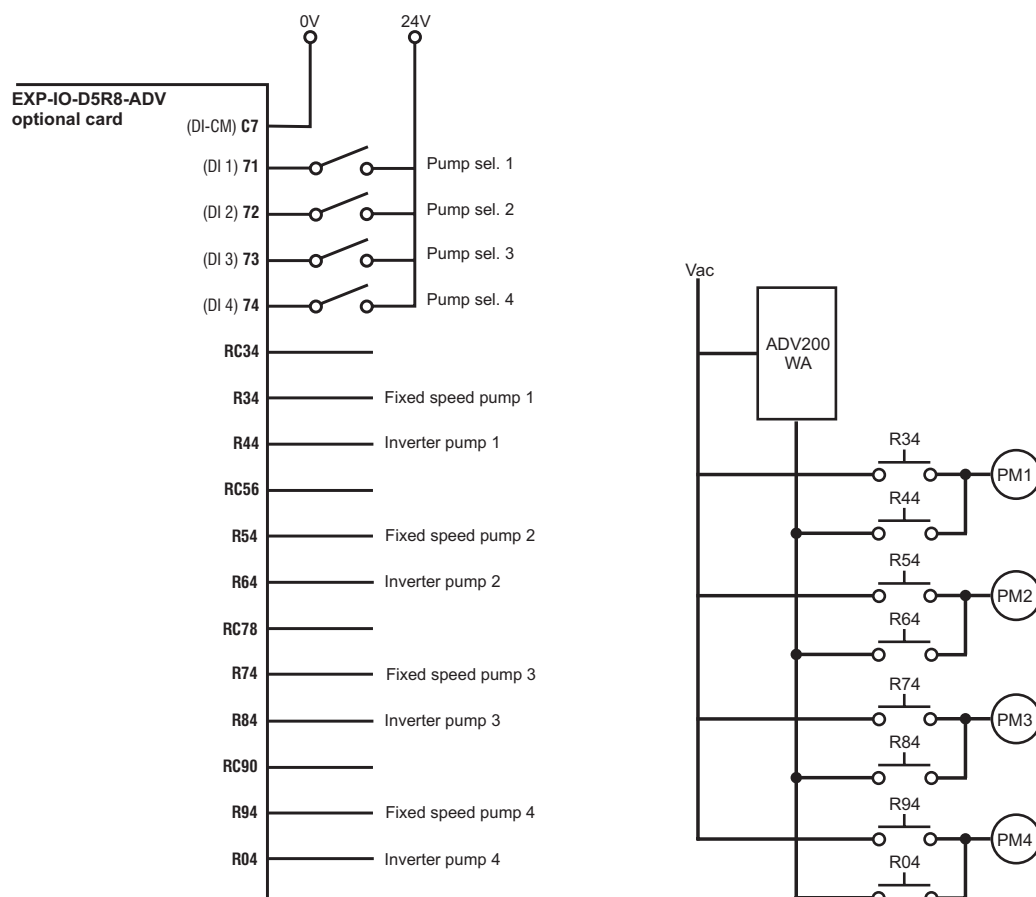 0V
24V
EXP-IO-D5R8-ADV
optional card
(DI-CM) C7
(DI 1) 71
Pump sel. 1
(DI 2) 72
Pump sel. 2
(DI 3) 73
Pump sel. 3
(DI 4) 74
Pump sel. 4
RC34
R34
Fixed speed pump 1
R44
Inverter pump 1
RC56
R54
Fixed speed pump 2
R64
Inverter pump 2
RC78
R74
Fixed speed pump 3
R84
Inverter pump 3
RC90
R94
Fixed speed pump 4
R04
Inverter pump 4
Vac
ADV200
WA
R34
PM1
R44
R54
PM2
R64
R74
PM3
R84
R94
PM4
R04